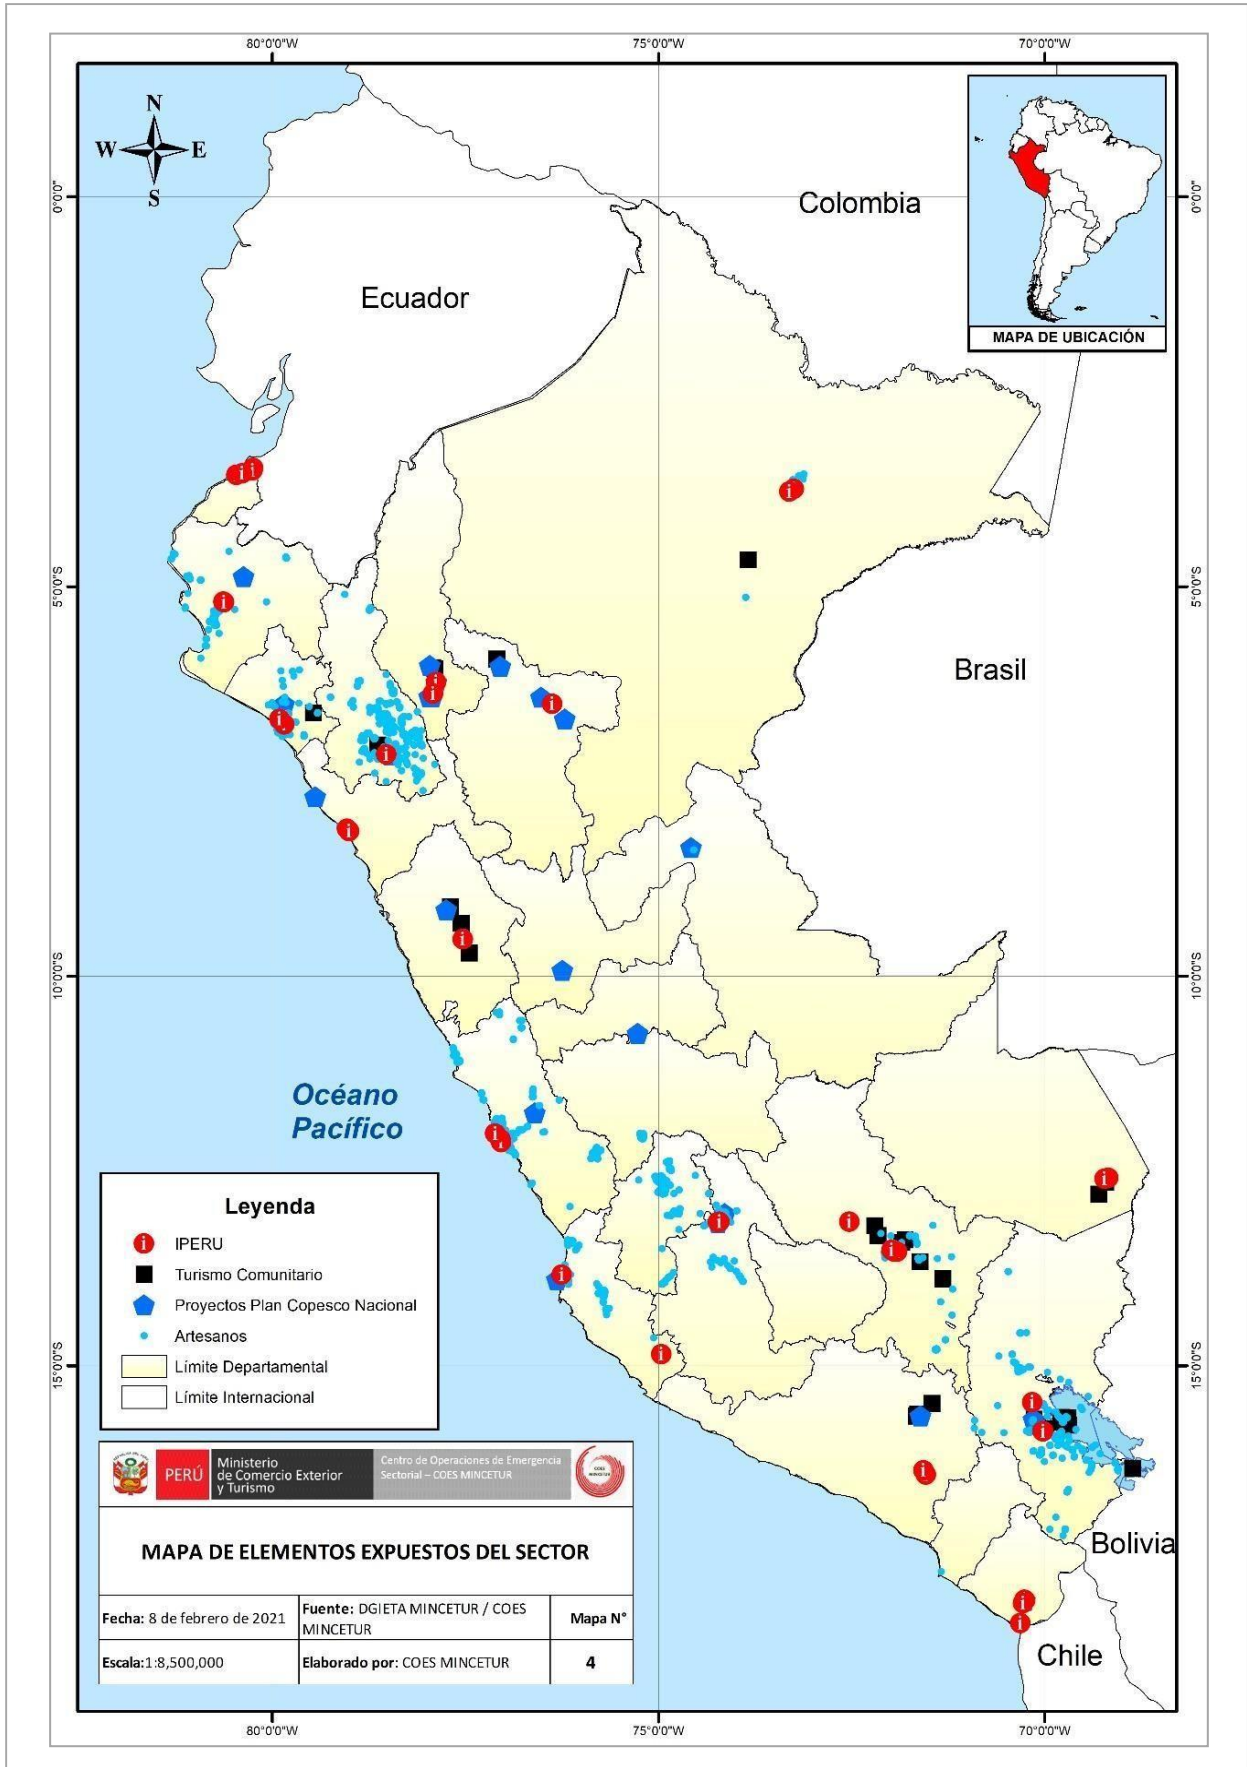 80°0'0"W
75°0'0"W
70°0'0"W
N
W
E
S
0°0'0"
0°0'0"
Colombia
Ecuador
MAPA DE UBICACIÓN
5°0'0"S
5°0'0"S
Brasil
10°0'0"S
10°0'0"S
Océano
Pacífico
Leyenda
IPERU
Turismo Comunitario
Proyectos Plan Copesco Nacional
Artesanos
Límite Departamental
Límite Internacional
15°0'0"S
15°0'0"S
PERÚ
Ministerio
de Comercio Exterior
y Turismo
Centro de Operaciones de Emergencia
Sectorial – COES MINCETUR
COES
MINCETUR
MAPA DE ELEMENTOS EXPUESTOS DEL SECTOR
Fecha: 8 de febrero de 2021
Fuente: DGIETA MINCETUR / COES
MINCETUR
Mapa N°
Escala:1:8,500,000
Elaborado por: COES MINCETUR
4
Bolivia
Chile
80°0'0"W
75°0'0"W
70°0'0"W